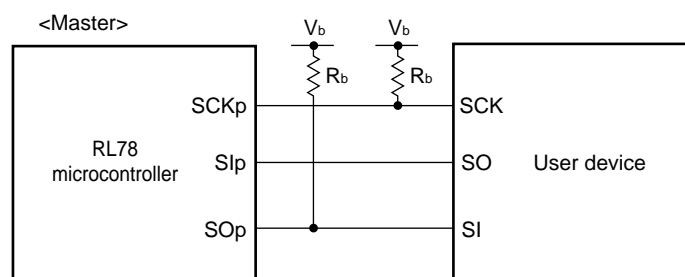 <Master>
Vb
Vb
Rb
Rb
SCKp
SCK
RL78
microcontroller
SIp
SO
User device
SOp
SI